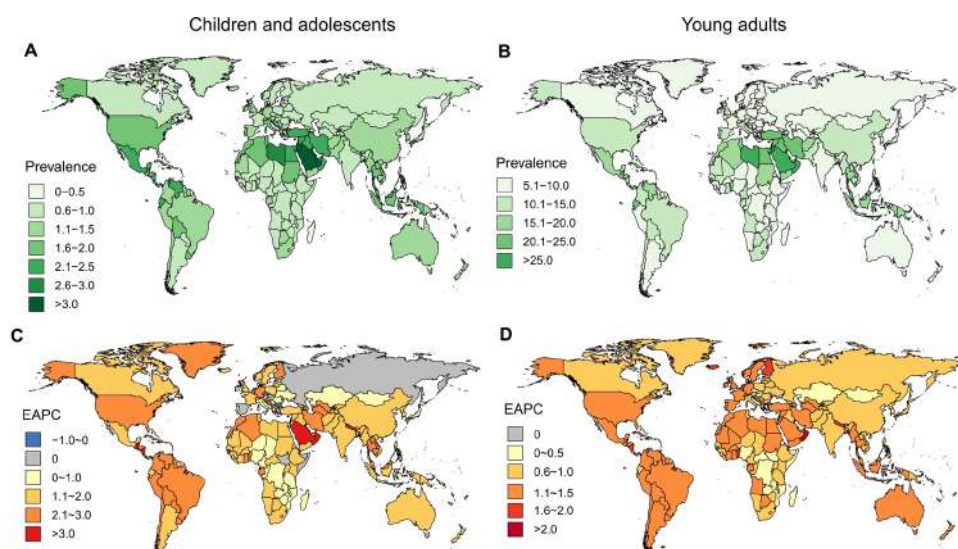 Children and adolescents
Young adults
A
Prevalence
0–0.5
0.6–1.0
1.1–1.5
1.6–2.0
2.1–2.5
2.6–3.0
>3.0
B
Prevalence
5.1–10.0
10.1–15.0
15.1–20.0
20.1–25.0
>25.0
C
EAPC
−1.0~0
0
0~1.0
1.1~2.0
2.1~3.0
>3.0
D
EAPC
0
0~0.5
0.6~1.0
1.1~1.5
1.6~2.0
>2.0